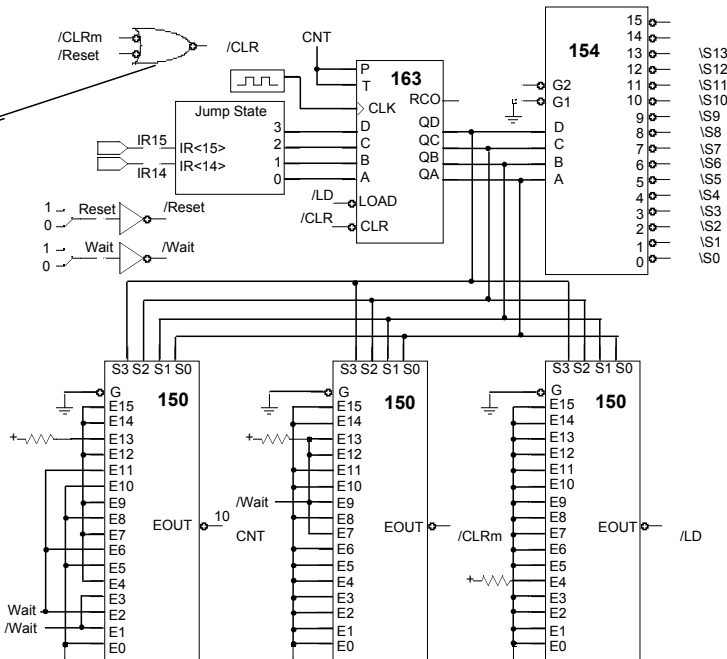 /CLRm
/Reset
/CLR
CNT
163
P
T
CLK
D
C
B
A
LOAD
CLR
RCO
QD
QC
QB
QA
/LD
/CLR
Jump State
IR15
IR14
IR<15>
IR<14>
3
2
1
0
1
0
Reset
/Reset
1
0
Wait
/Wait
154
G2
G1
D
C
B
A
15
14
13
12
11
10
9
8
7
6
5
4
3
2
1
0
\S13
\S12
\S11
\S10
\S9
\S8
\S7
\S6
\S5
\S4
\S3
\S2
\S1
\S0
S3 S2 S1 S0
G
150
E15
E14
+
E13
E12
E11
E10
E9
E8
E7
E6
E5
E4
E3
E2
E1
E0
EOUT
10
CNT
Wait
/Wait
S3 S2 S1 S0
G
150
E15
E14
+
E13
E12
E11
E10
E9
E8
E7
E6
E5
E4
E3
E2
E1
E0
/Wait
EOUT
/CLRm
S3 S2 S1 S0
G
150
E15
E14
E13
E12
E11
E10
E9
E8
E7
E6
E5
+
E4
E3
E2
E1
E0
EOUT
/LD